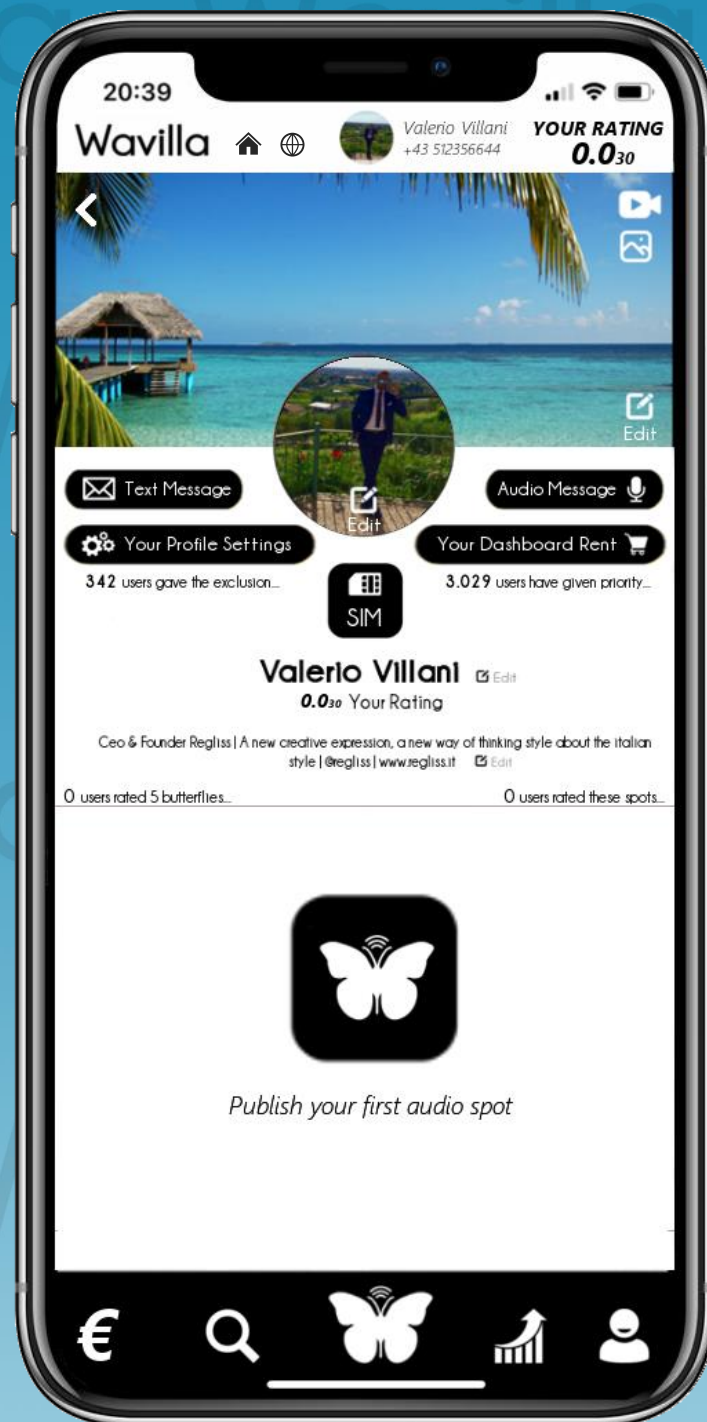 20:39
Wavilla
Valerio Villani
+43 512356644
YOUR RATING
0.030
Edit
Text Message
Audio Message
Edit
Your Profile Settings
Your Dashboard Rent
342 users gave the exclusion...
3.029 users have given priority...
SIM
Valerio Villani Edit
0.030 Your Rating
Ceo & Founder Regliss | A new creative expression, a new way of thinking style about the italian
style | @regliss | www.regliss.it Edit
0 users rated 5 butterflies...
0 users rated these spots...
Publish your first audio spot
€